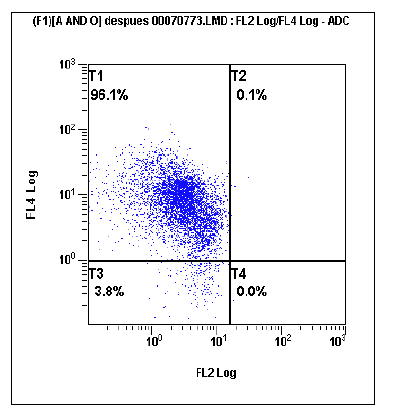 (F1)[A AND O] despues 00070773.LMD : FL2 Log/FL4 Log - ADC
10³
T1
T2
96.1%
0.1%
10²
FL4 Log
10¹
10⁰
T3
T4
3.8%
0.0%
10⁰
10¹
10²
10³
FL2 Log